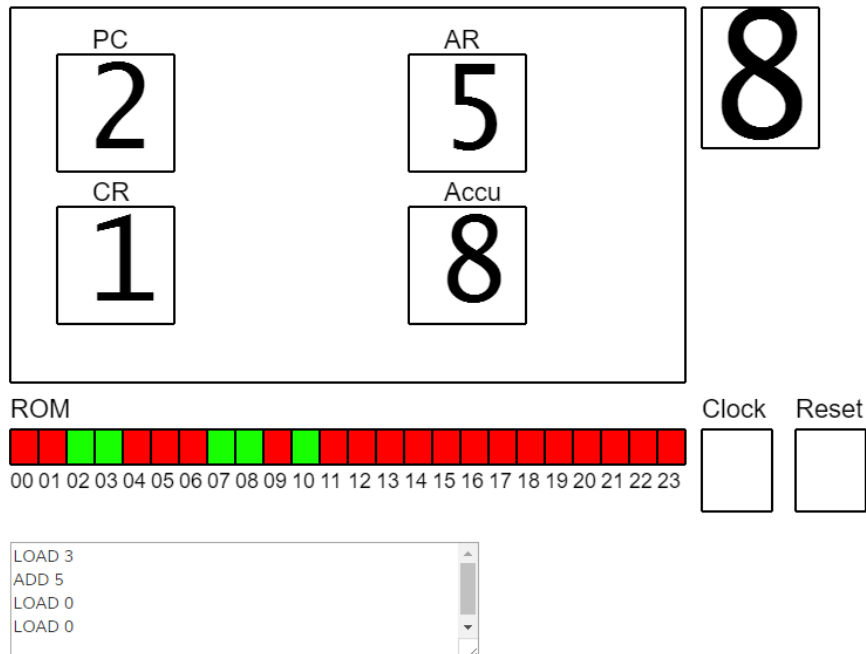 PC
AR
8
2
5
CR
Accu
1
8
ROM
Clock
Reset
00 01 02 03 04 05 06 07 08 09 10 11 12 13 14 15 16 17 18 19 20 21 22 23
LOAD 3
ADD 5
LOAD 0
LOAD 0